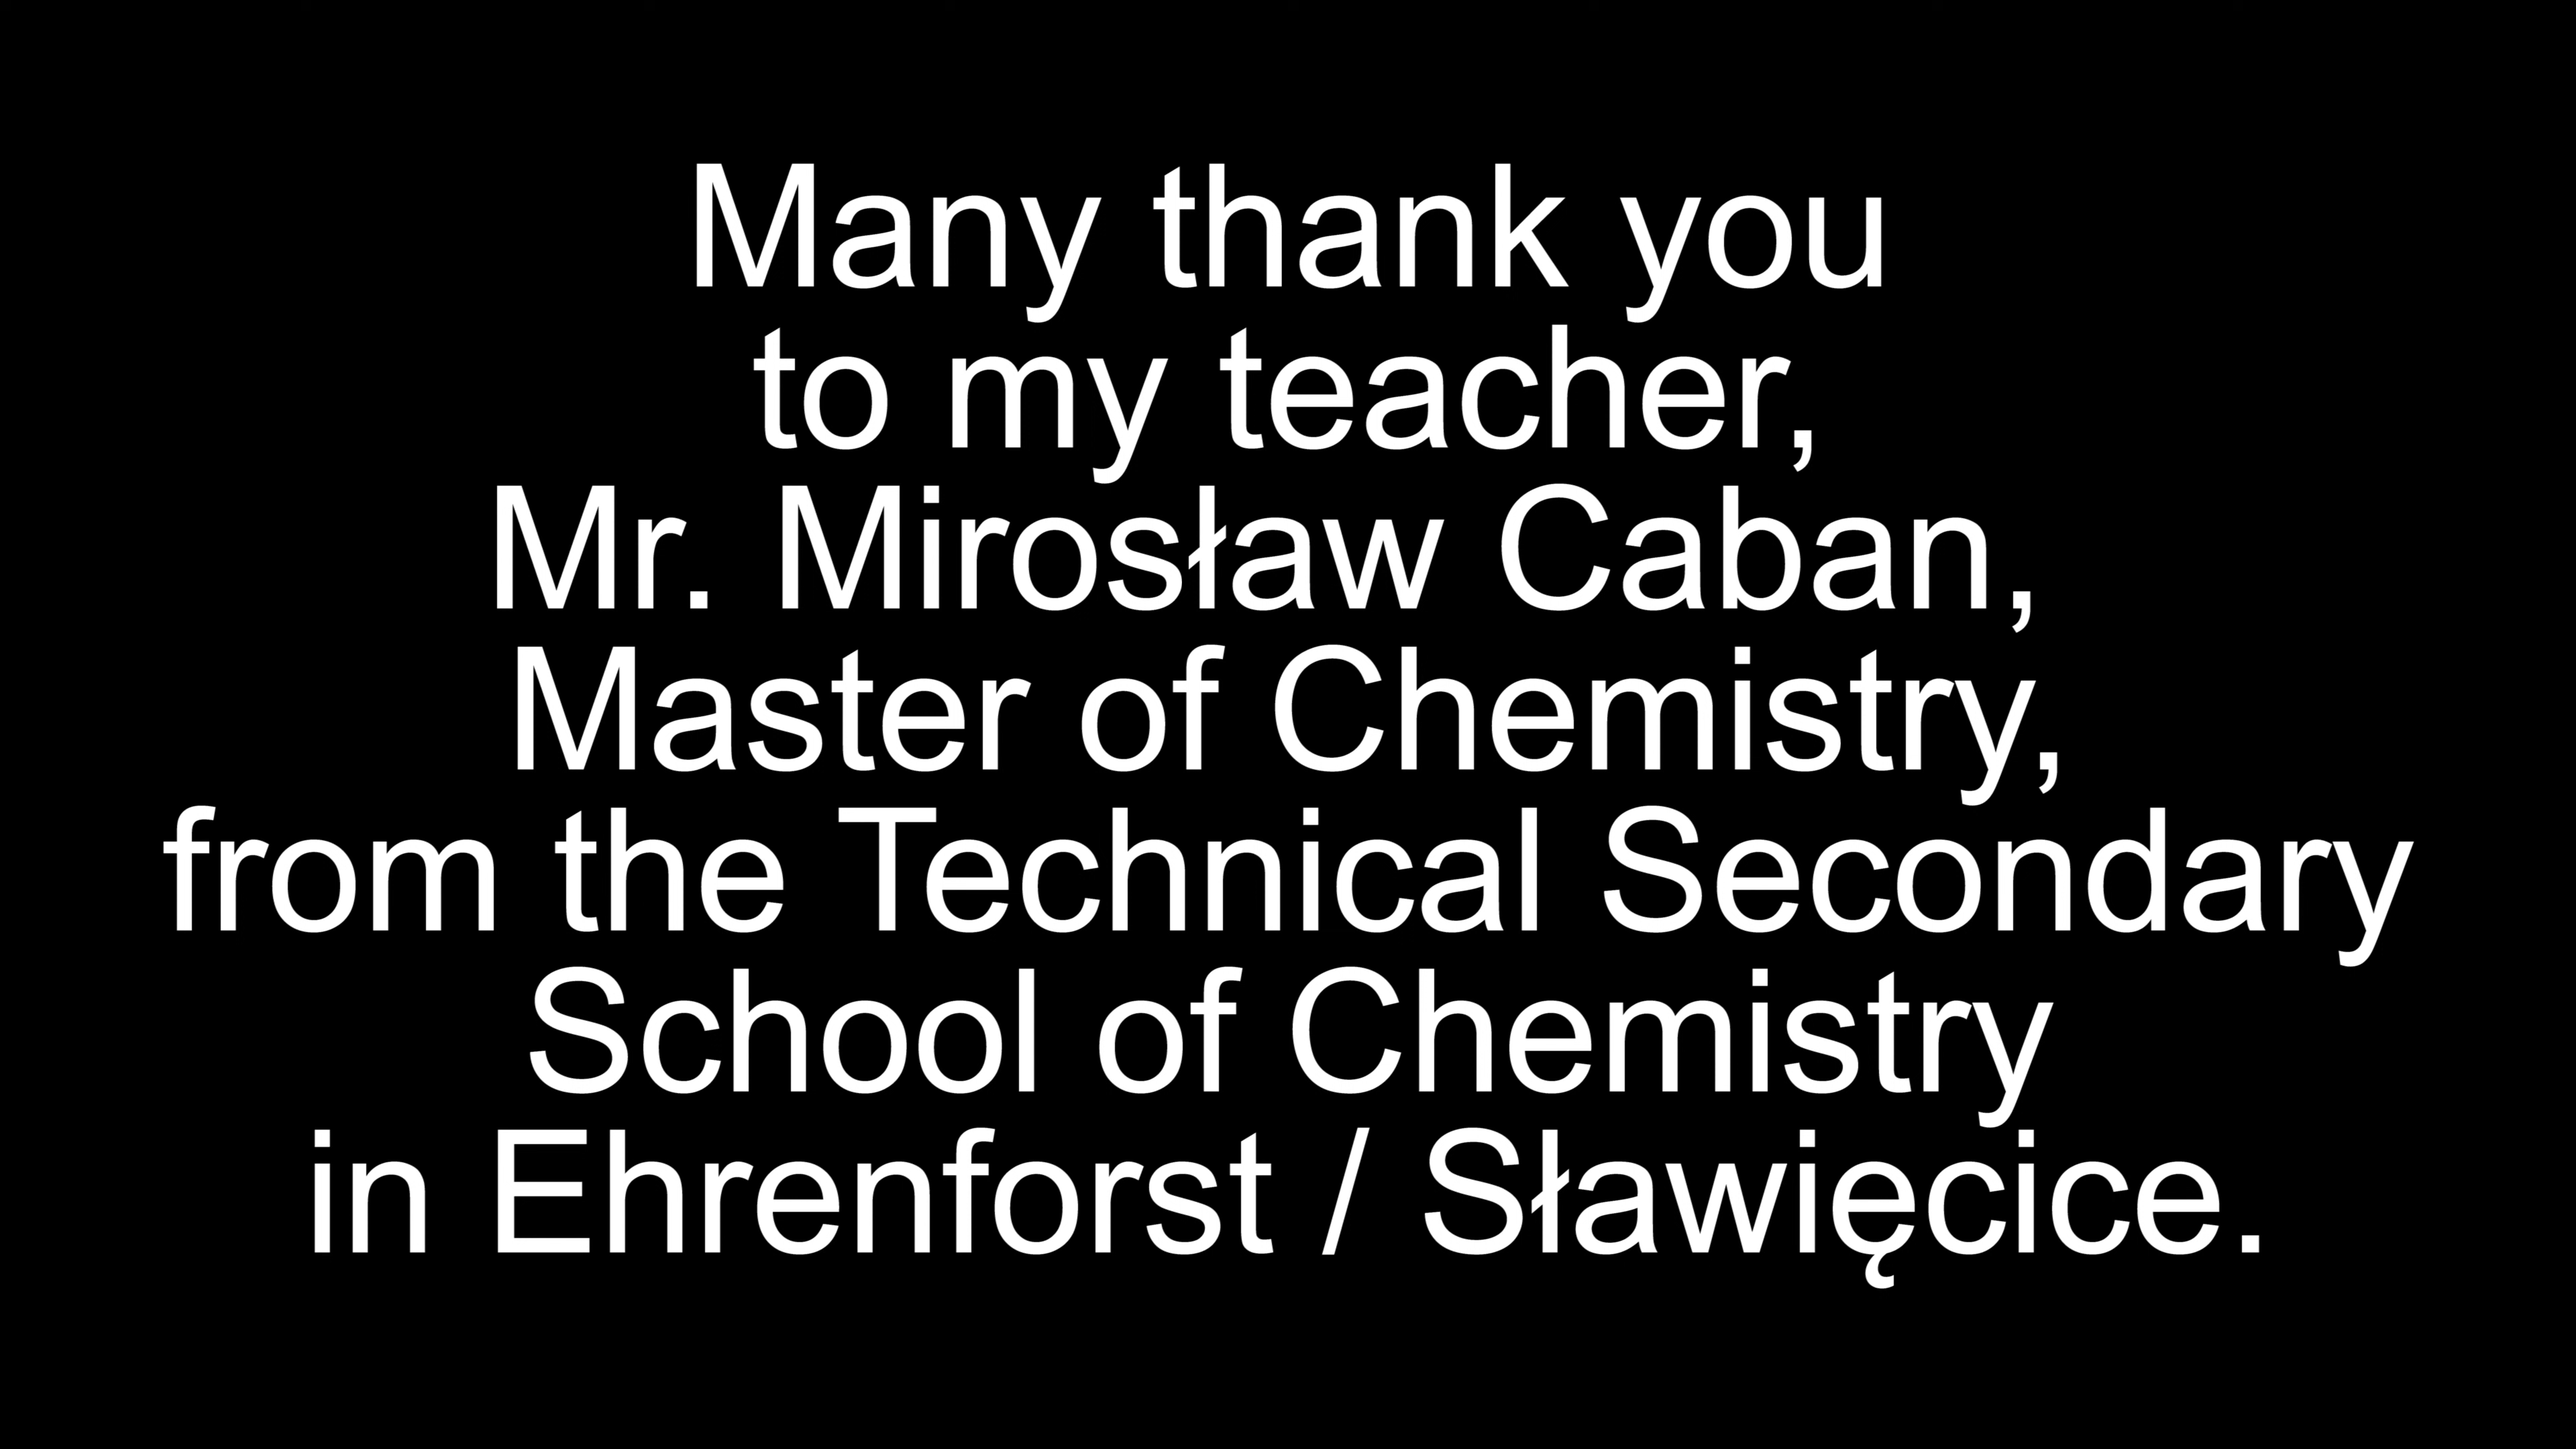 Many thank you
to my teacher,
Mr. Mirosław Caban,
Master of Chemistry,
from the Technical Secondary
School of Chemistry
in Ehrenforst / Sławięcice.